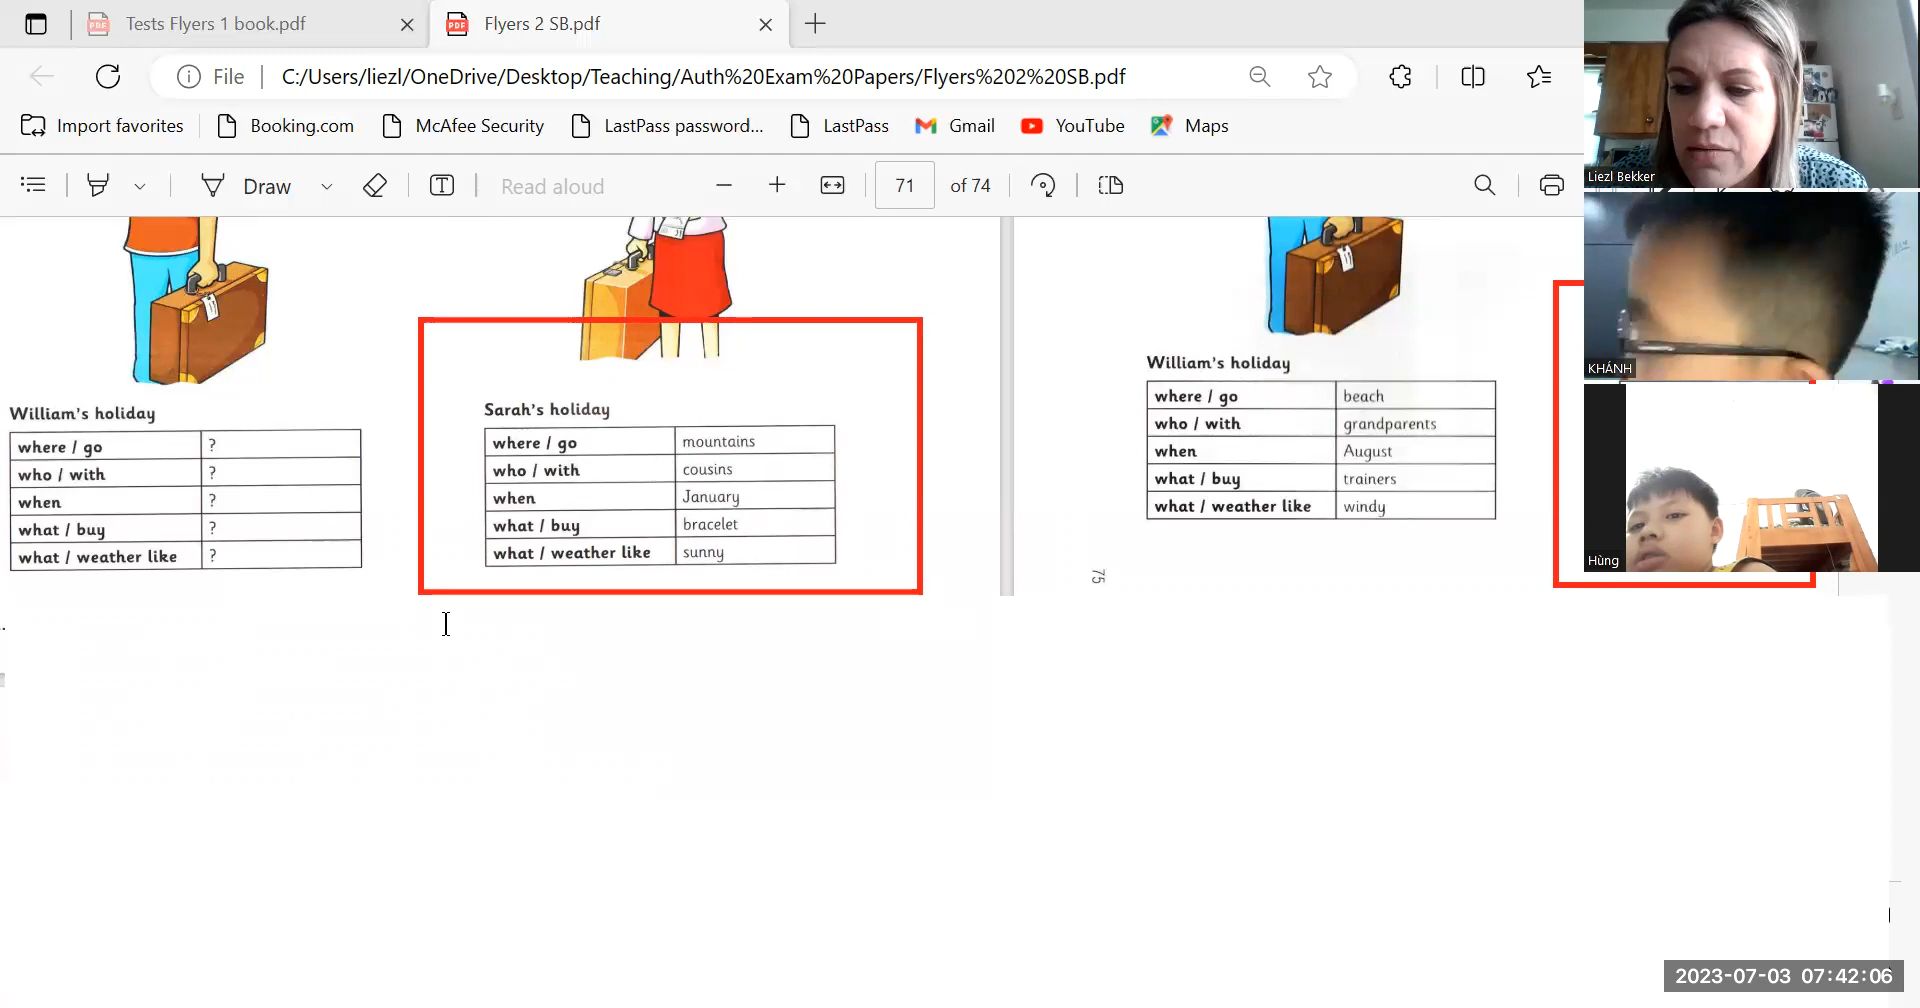 Tests Flyers 1 book.pdf
Flyers 2 SB.pdf
File
C:/Users/liezl/OneDrive/Desktop/Teaching/Auth%20Exam%20Papers/Flyers%202%20SB.pdf
Import favorites
Booking.com
McAfee Security
LastPass password...
LastPass
Gmail
YouTube
Maps
Draw
Read aloud
71 of 74
William's holiday
where / go ?
who / with ?
when ?
what / buy ?
what / weather like ?
Sarah's holiday
where / go mountains
who / with cousins
when January
what / buy bracelet
what / weather like sunny
William's holiday
where / go beach
who / with grandparents
when August
what / buy trainers
what / weather like windy
75
Liezl Bekker
KHÁNH
Hùng
2023-07-03 07:42:06